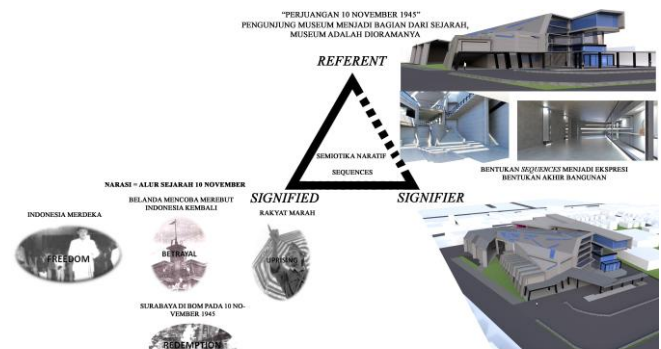 "PERJUANGAN 10 NOVEMBER 1945"
PENGUNJUNG MUSEUM MENJADI BAGIAN DARI SEJARAH,
MUSEUM ADALAH DIORAMANYA
REFERENT
SEMIOTIKA NARATIF
SEQUENCES
BENTUKAN SEQUENCES MENJADI EKSPRESI
BENTUKAN AKHIR BANGUNAN
SIGNIFIED
SIGNIFIER
NARASI = ALUR SEJARAH 10 NOVEMBER
INDONESIA MERDEKA
FREEDOM
BELANDA MENCOBA MEREBUT
INDONESIA KEMBALI
BETRAYAL
RAKYAT MARAH
UPRISING
SURABAYA DI BOM PADA 10 NO-
VEMBER 1945
REDEMPTION